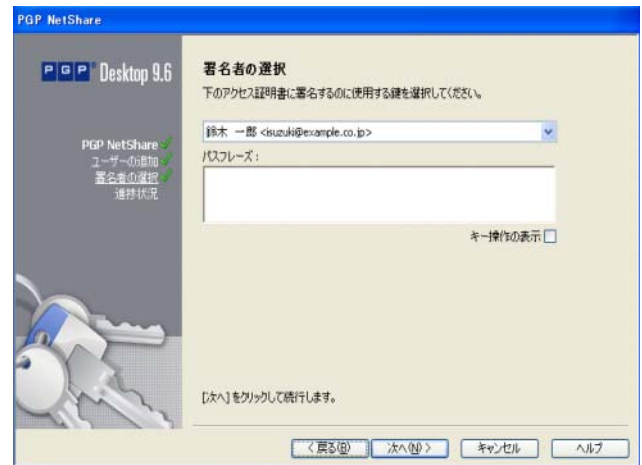 PGP NetShare
PGP Desktop 9.6
PGP NetShare
ユーザーの追加
署名者の選択
進捗状況
署名者の選択
下のアクセス証明書に署名するのに使用する鍵を選択してください。
鈴木 一郎 <isuzuki@example.co.jp>
パスフレーズ:
キー操作の表示
[次へ] をクリックして続行します。
< 戻る(B)
次へ(N) >
キャンセル
ヘルプ